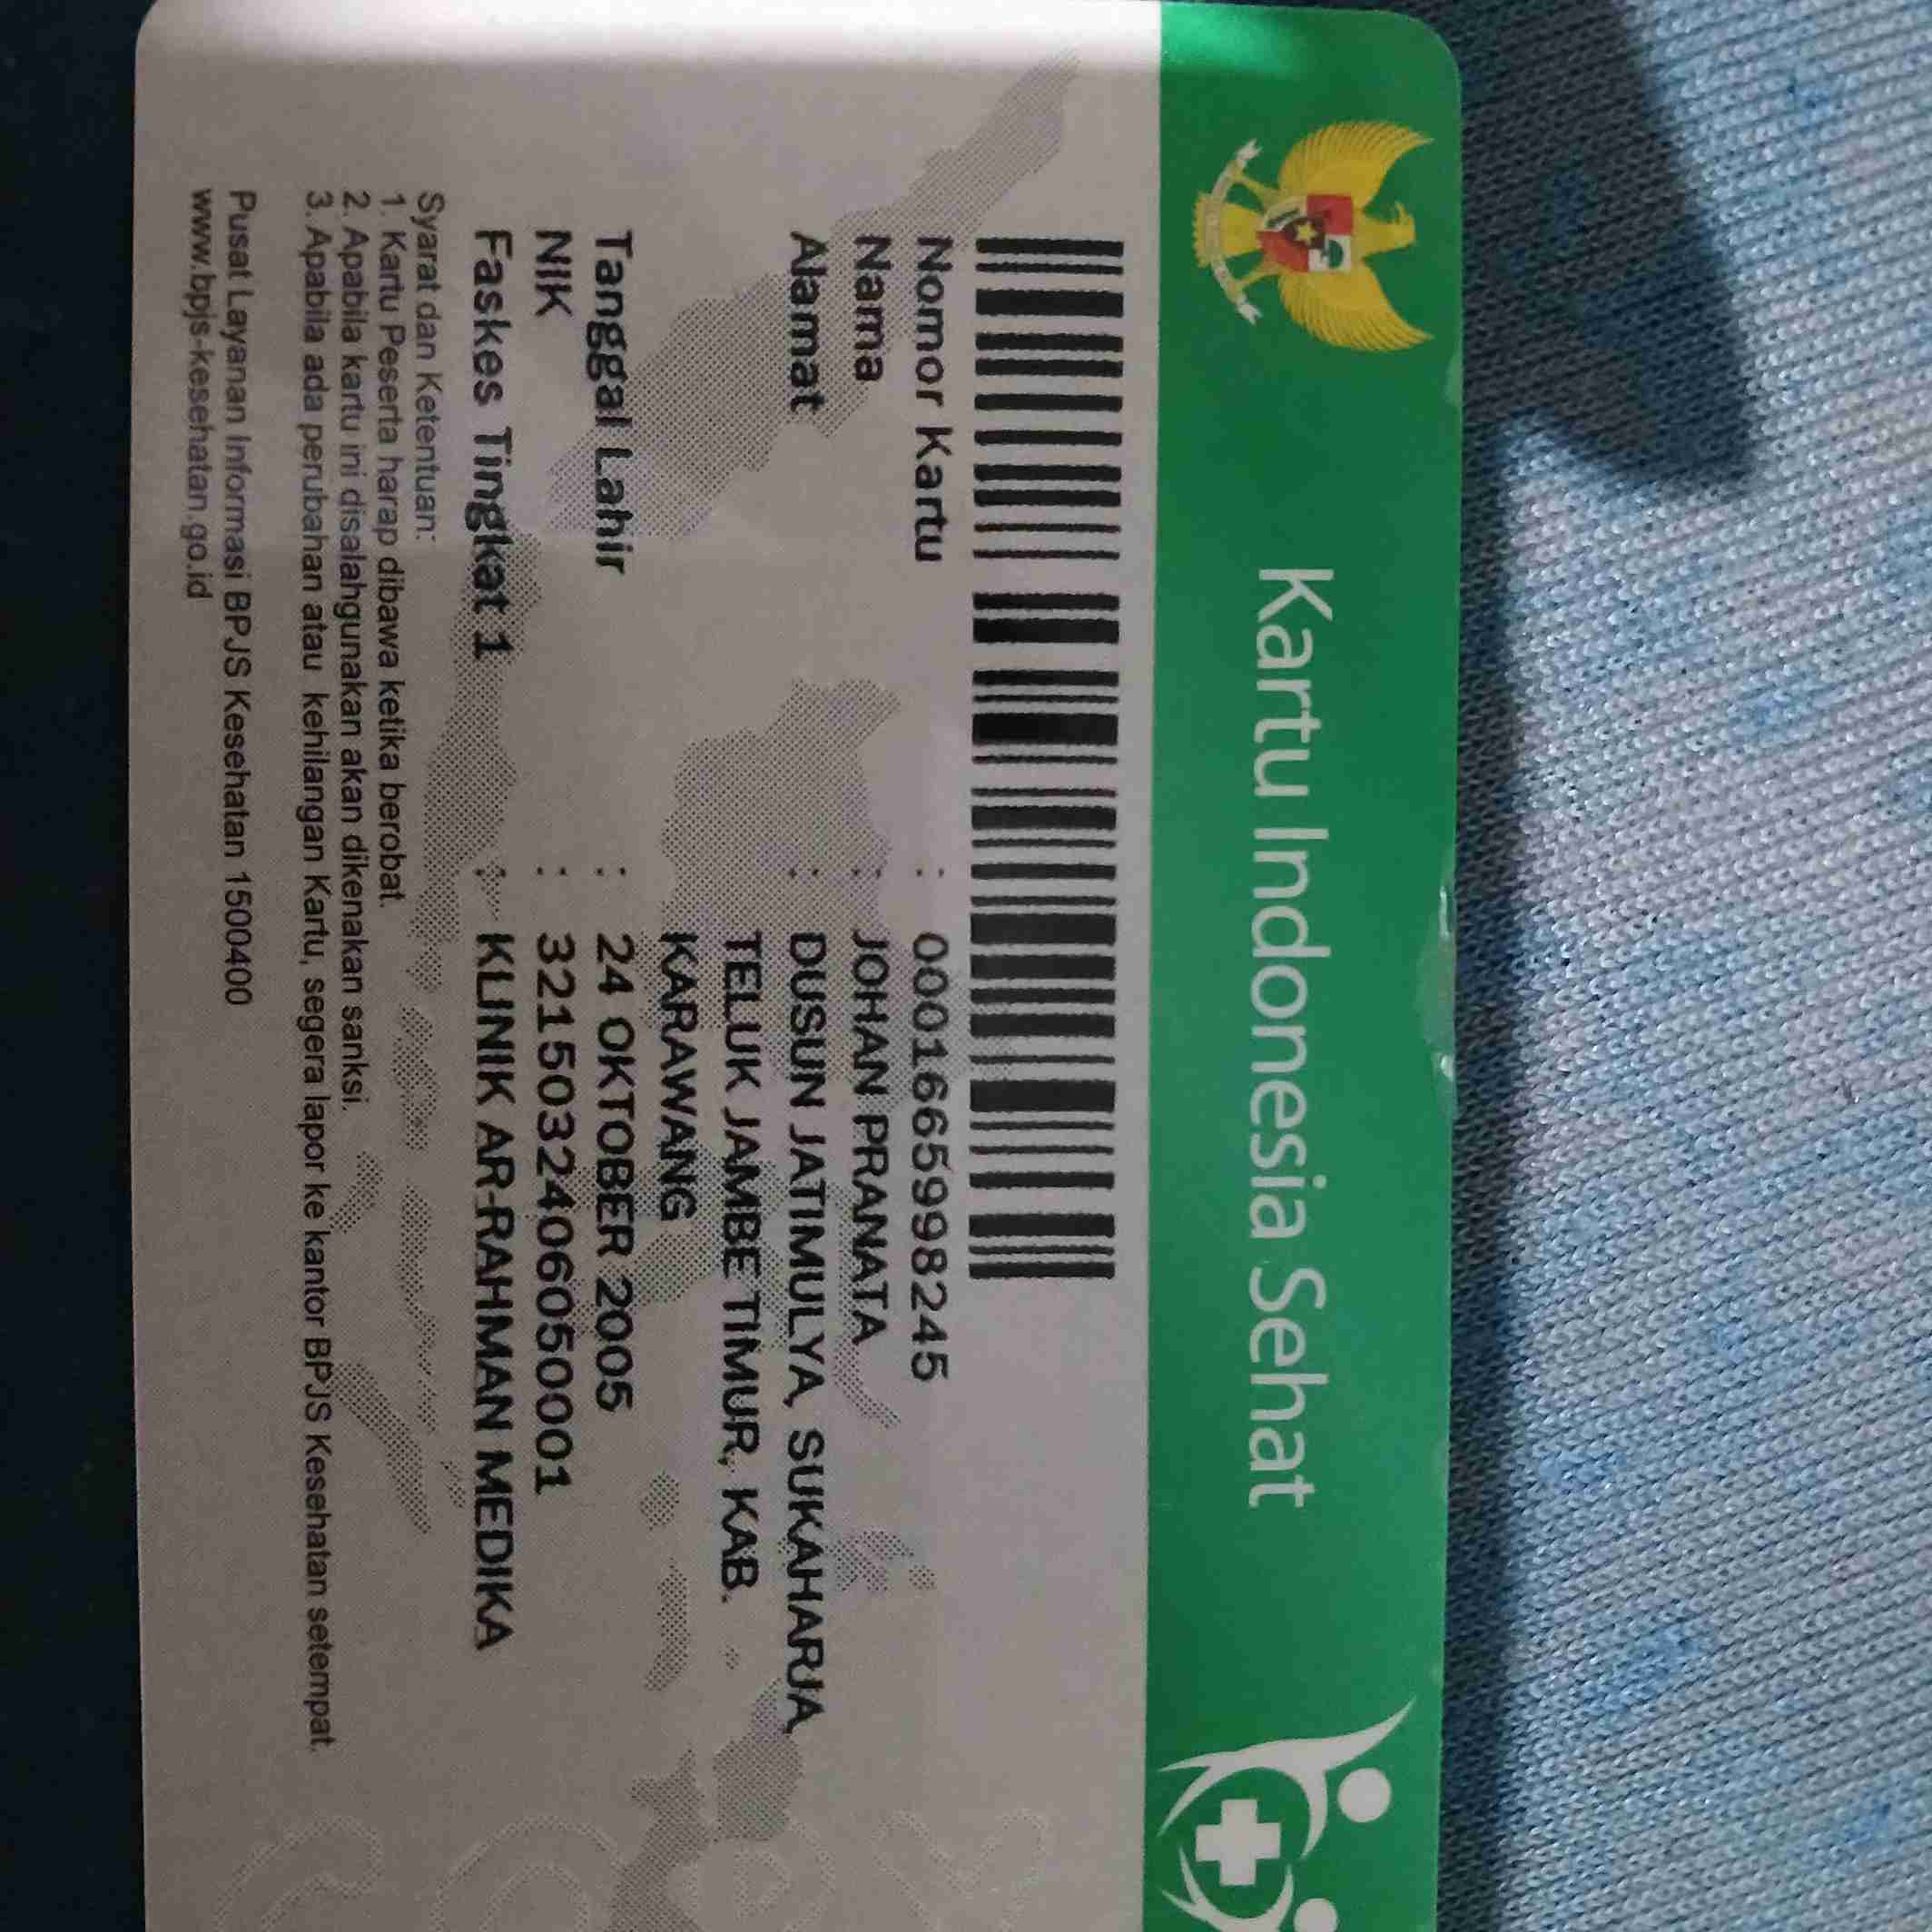 Kartu Indonesia Sehat
Nomor Kartu : 0001665998245
Nama : JOHAN PRANATA
Alamat : DUSUN JATIMULYA, SUKAHARJA,
TELUK JAMBE TIMUR, KAB.
KARAWANG
Tanggal Lahir : 24 OKTOBER 2005
NIK : 3215032406050001
Faskes Tingkat 1 : KLINIK AR-RAHMAN MEDIKA
Syarat dan Ketentuan:
1. Kartu Peserta harap dibawa ketika berobat.
2. Apabila kartu ini disalahgunakan akan dikenakan sanksi.
3. Apabila ada perubahan atau kehilangan Kartu, segera lapor ke kantor BPJS Kesehatan setempat.
Pusat Layanan Informasi BPJS Kesehatan 1500400
www.bpjs-kesehatan.go.id